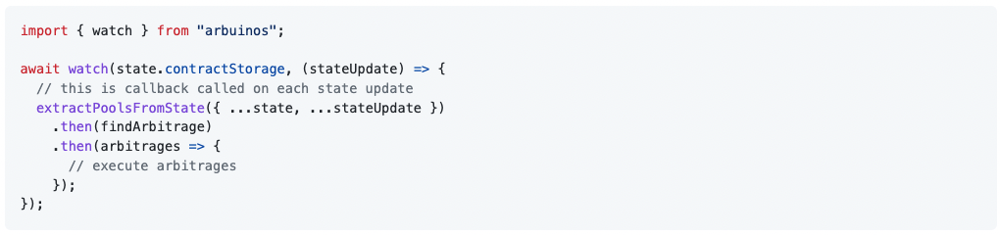 import { watch } from "arbuinos";

await watch(state.contractStorage, (stateUpdate) => {
  // this is callback called on each state update
  extractPoolsFromState({ ...state, ...stateUpdate })
    .then(findArbitrage)
    .then(arbitrages => {
      // execute arbitrages
    });
});